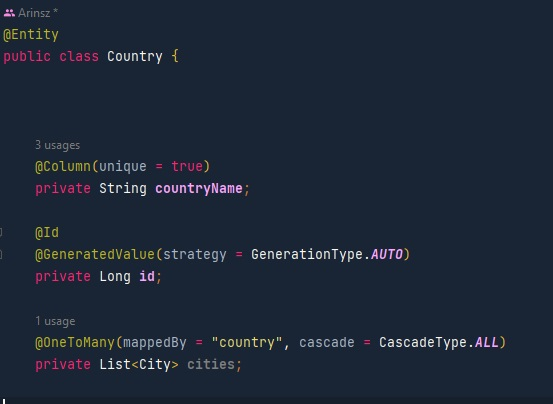 Arinsz *
@Entity
public class Country {
3 usages
@Column(unique = true)
private String countryName;
@Id
@GeneratedValue(strategy = GenerationType.AUTO)
private Long id;
1 usage
@OneToMany(mappedBy = "country", cascade = CascadeType.ALL)
private List<City> cities;